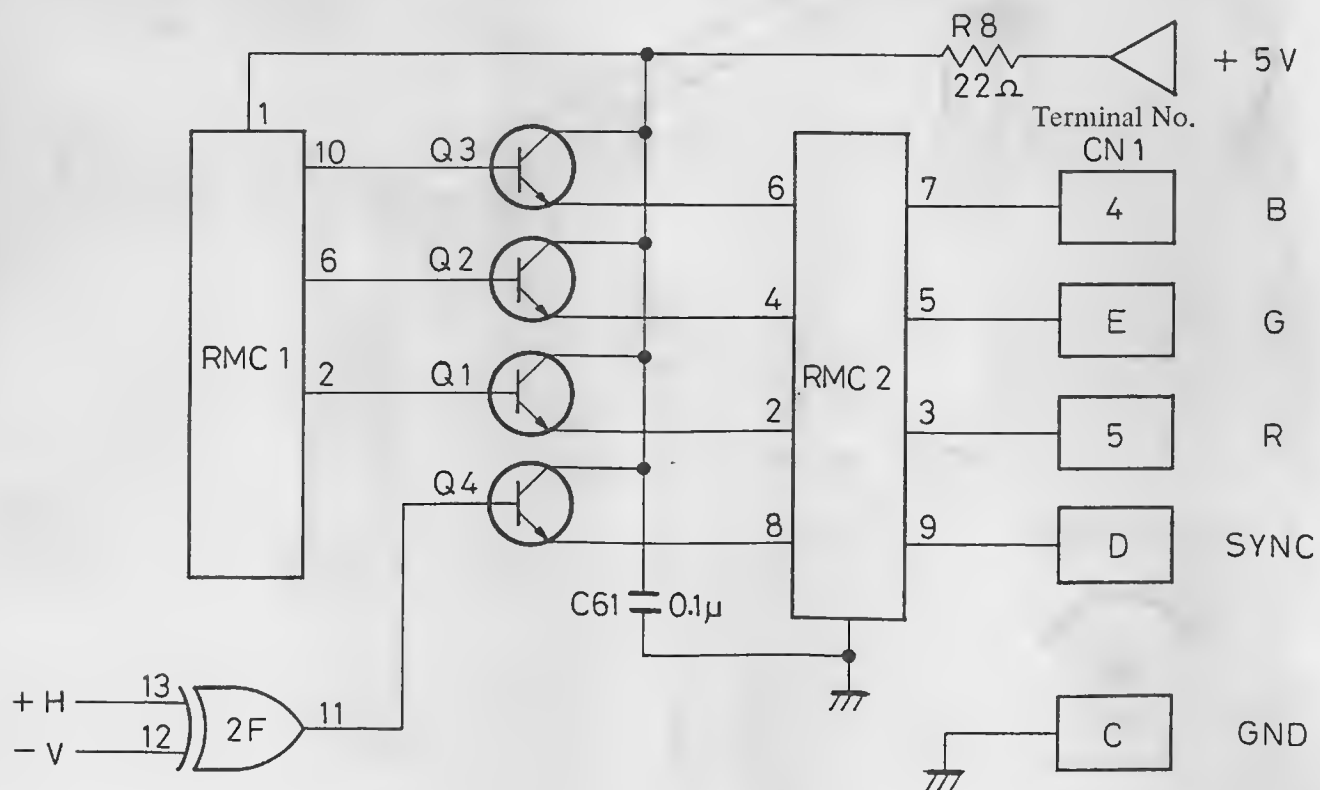 R8
22Ω
+5V
Terminal No.
CN1
1
10
Q3
6
7
4
B
6
Q2
4
5
E
G
RMC 1
2
Q1
RMC 2
2
3
5
R
Q4
8
9
D
SYNC
C61
0.1μ
+H
13
2F
11
-V
12
C
GND